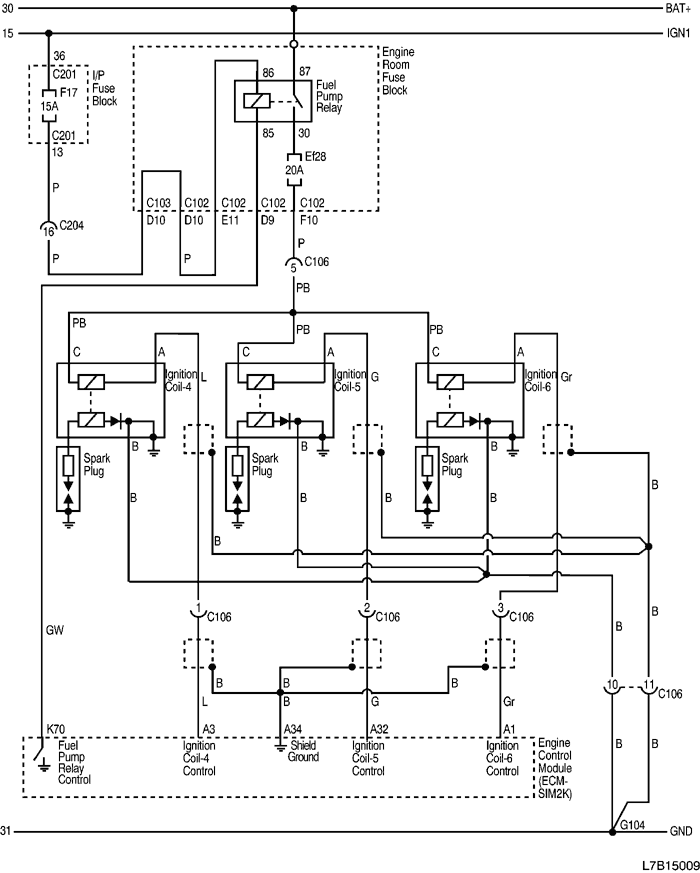 30
BAT+
15
IGN1
36
C201
F17
15A
C201
13
I/P
Fuse
Block
P
C204
16
P
Engine
Room
Fuse
Block
86
87
Fuel
Pump
Relay
85
30
Ef28
20A
C103
C102
C102
C102
C102
D10
D10
E11
D9
F10
P
P
C106
5
PB
PB
PB
PB
C
A
L
Ignition
Coil-4
C
A
G
Ignition
Coil-5
C
A
Gr
Ignition
Coil-6
B
B
B
Spark
Plug
Spark
Plug
Spark
Plug
B
B
B
B
B
B
B
1
C106
2
C106
3
C106
GW
B
B
10
11
C106
B
B
B
B
L
B
G
Gr
B
B
K70
A3
A34
A32
A1
Fuel
Pump
Relay
Control
Ignition
Coil-4
Control
Shield
Ground
Ignition
Coil-5
Control
Ignition
Coil-6
Control
Engine
Control
Module
(ECM-
SIM2K)
31
G104
GND
L7B15009